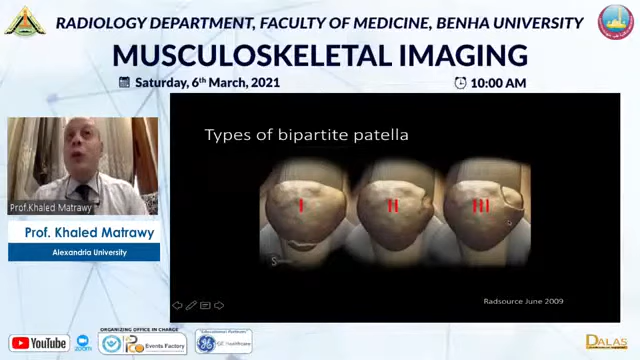 RADIOLOGY DEPARTMENT, FACULTY OF MEDICINE, BENHA UNIVERSITY
MUSCULOSKELETAL IMAGING
Saturday, 6th March, 2021
10:00 AM
Types of bipartite patella
I II III
Prof.Khaled Matrawy
Prof. Khaled Matrawy
Alexandria University
Radsource June 2009
ORGANIZING OFFICE IN CHARGE
YouTube
zoom
Events Factory
GE Healthcare
DALAS